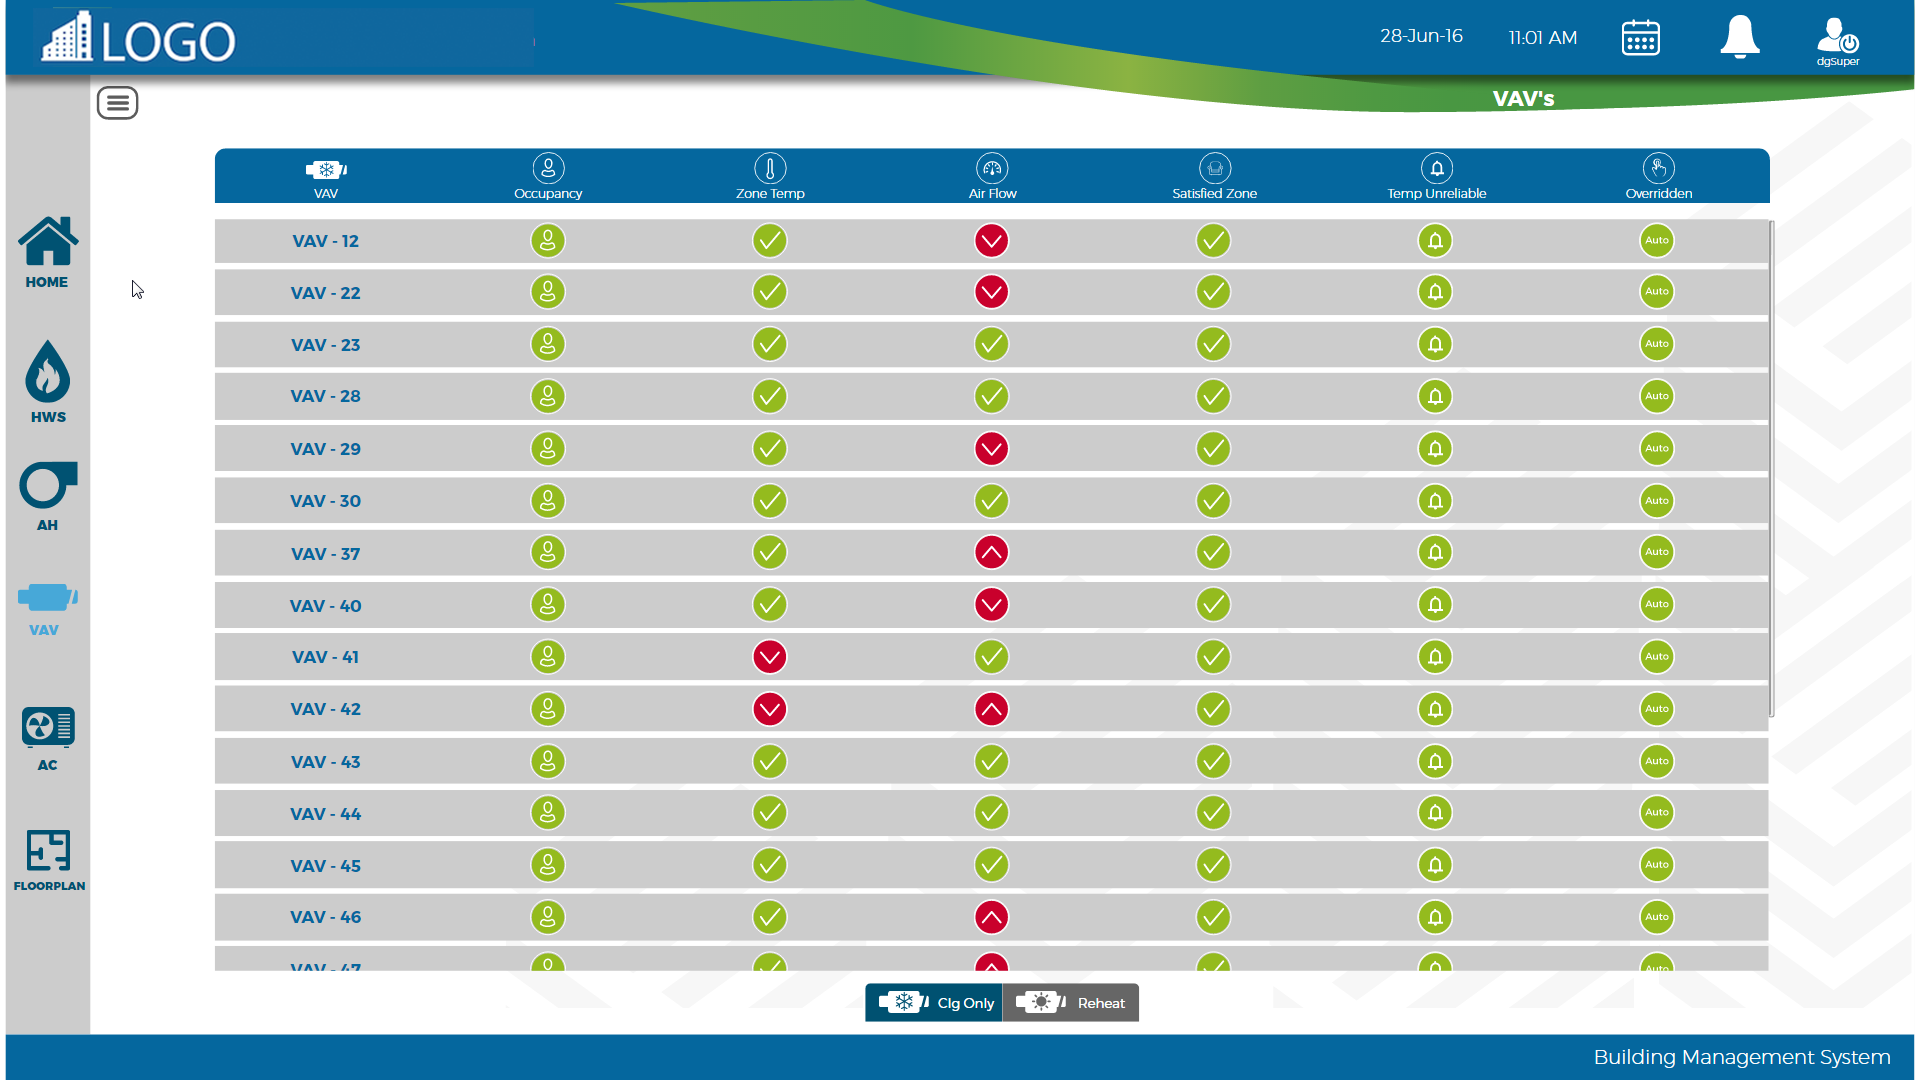 LOGO
28-Jun-16 11:01 AM
dgSuper
VAV's
VAV Occupancy Zone Temp Air Flow Satisfied Zone Temp Unreliable Overridden
VAV - 12 Auto
VAV - 22 Auto
VAV - 23 Auto
VAV - 28 Auto
VAV - 29 Auto
VAV - 30 Auto
VAV - 37 Auto
VAV - 40 Auto
VAV - 41 Auto
VAV - 42 Auto
VAV - 43 Auto
VAV - 44 Auto
VAV - 45 Auto
VAV - 46 Auto
VAV - 47 Auto
HOME
HWS
AH
VAV
AC
FLOORPLAN
Clg Only Reheat
Building Management System